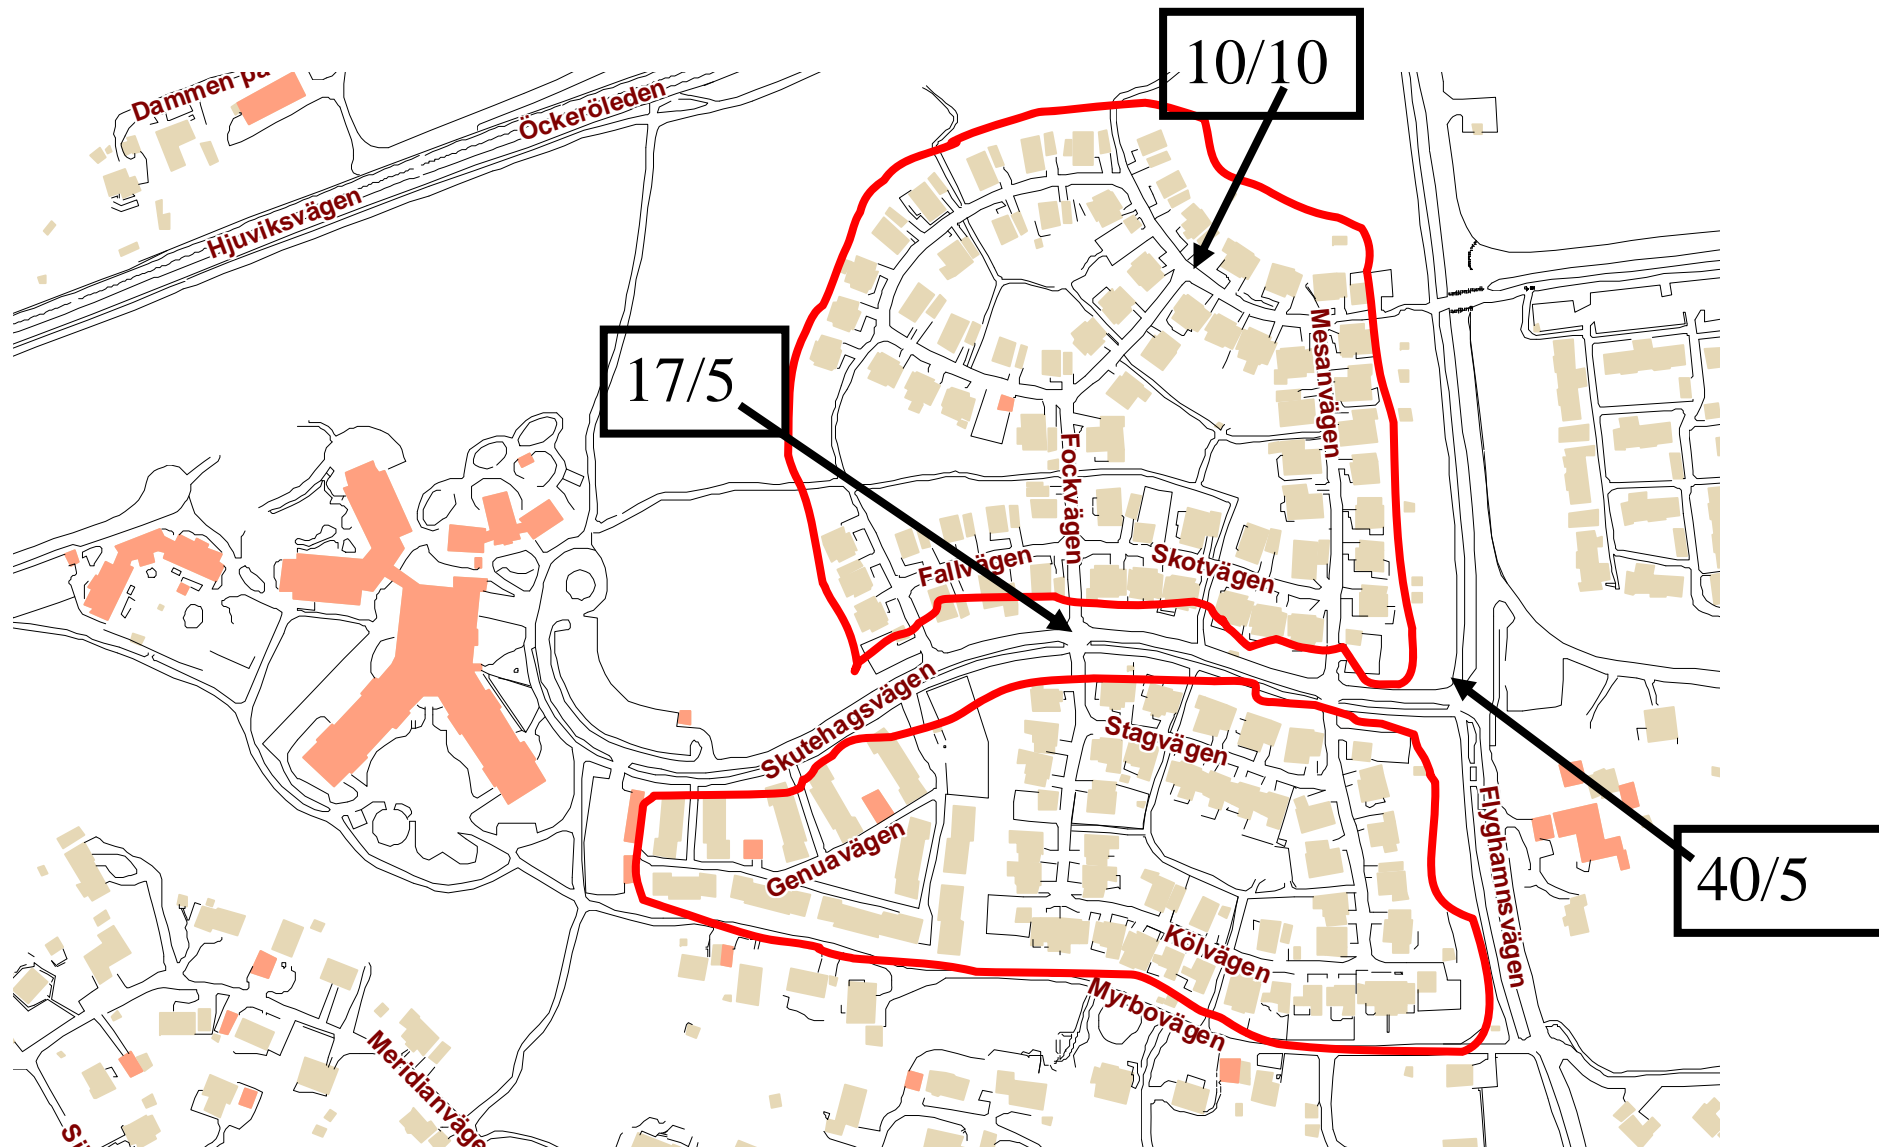 10/10
Dammen på
Öckeröleden
Hjuviksvägen
17/5
Mesanvägen
Fockvägen
Fallvägen
Skotvägen
Skutehagsvägen
Stagvägen
Flyghamnsvägen
Genuavägen
40/5
Kölvägen
Myrbovägen
Meridianväge